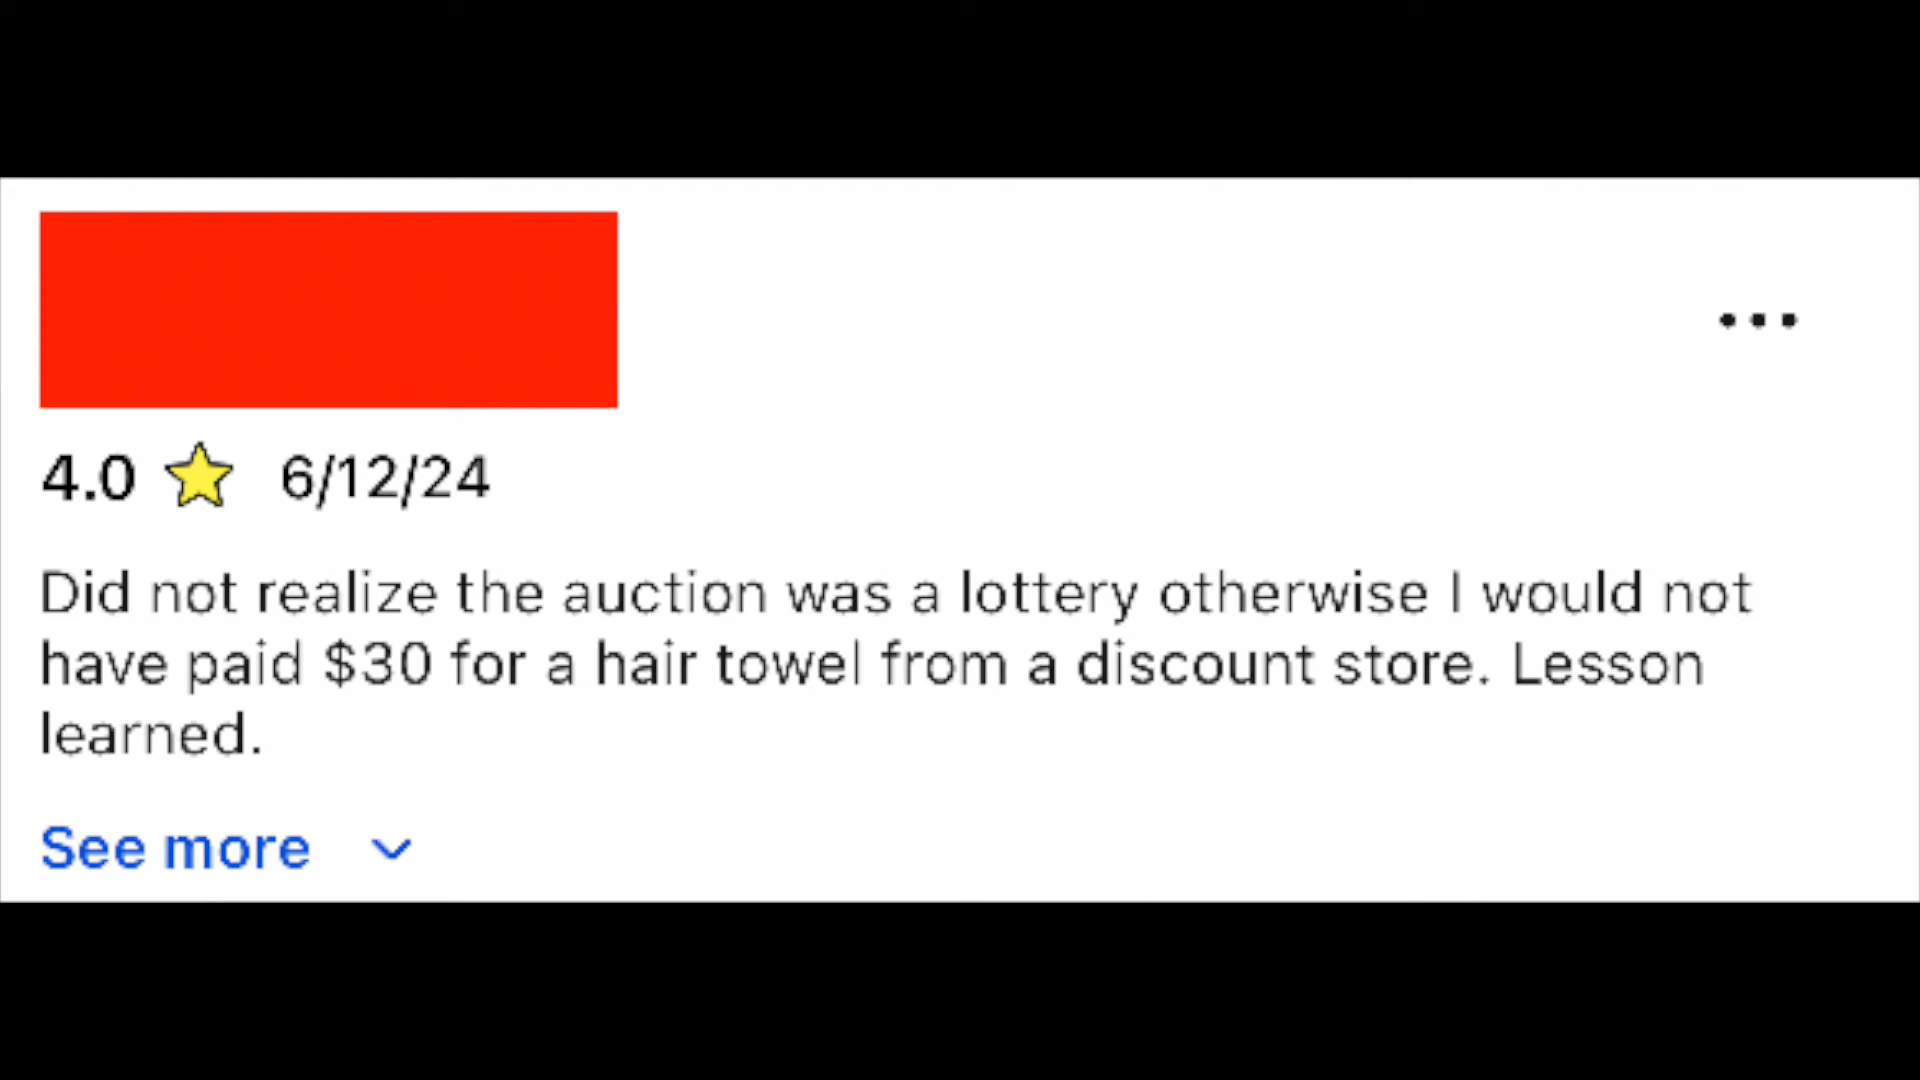 4.0 ⭐ 6/12/24
Did not realize the auction was a lottery otherwise I would not
have paid $30 for a hair towel from a discount store. Lesson
learned.
See more